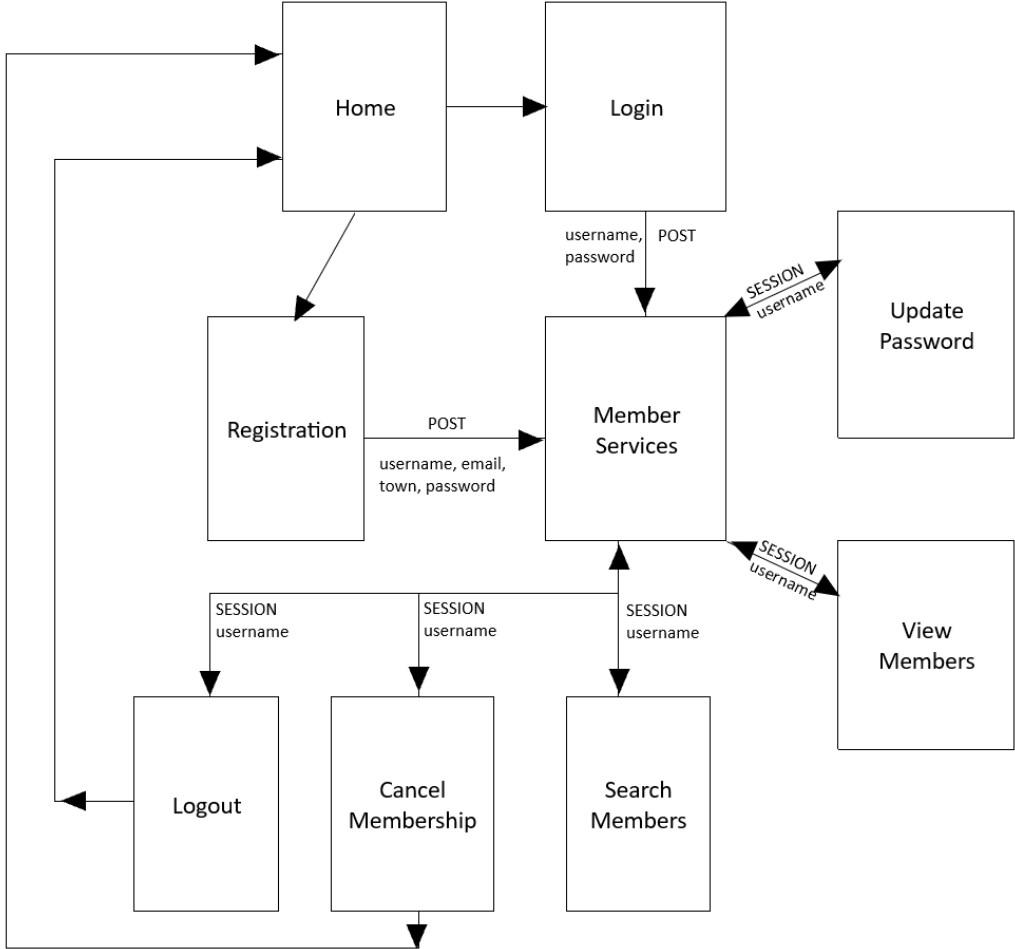 Home
Login
username,
password
POST
SESSION
username
Update
Password
Registration
POST
username, email,
town, password
Member
Services
SESSION
username
View
Members
SESSION
username
SESSION
username
SESSION
username
Logout
Cancel
Membership
Search
Members